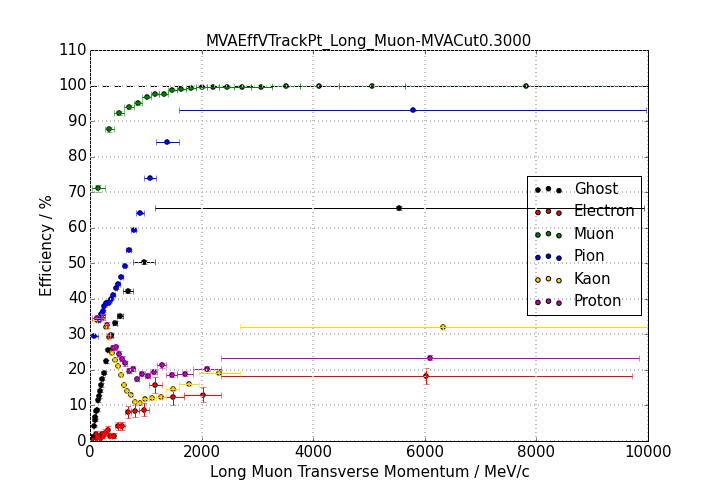 MVAEffVTrackPt_Long_Muon-MVACut0.3000
110
100
90
80
70
60
50
40
30
20
10
0
Efficiency / %
Ghost
Electron
Muon
Pion
Kaon
Proton
0 2000 4000 6000 8000 10000
Long Muon Transverse Momentum / MeV/c